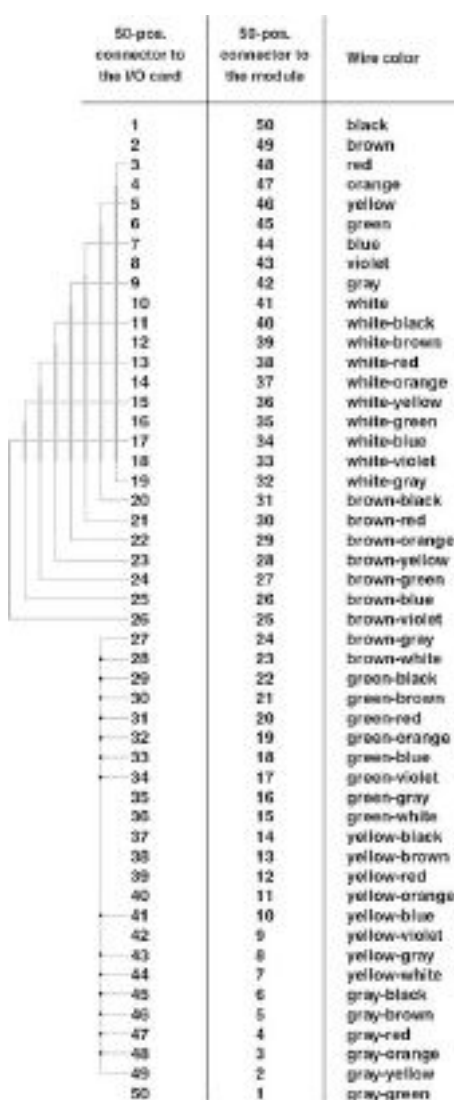 50-pos. 50-pos.
connector to connector to Wire color
the I/O card the module
1 50 black
2 49 brown
3 48 red
4 47 orange
5 46 yellow
6 45 green
7 44 blue
8 43 violet
9 42 gray
10 41 white
11 40 white-black
12 39 white-brown
13 38 white-red
14 37 white-orange
15 36 white-yellow
16 35 white-green
17 34 white-blue
18 33 white-violet
19 32 white-gray
20 31 brown-black
21 30 brown-red
22 29 brown-orange
23 28 brown-yellow
24 27 brown-green
25 26 brown-blue
26 25 brown-violet
27 24 brown-gray
28 23 brown-white
29 22 green-black
30 21 green-brown
31 20 green-red
32 19 green-orange
33 18 green-blue
34 17 green-violet
35 16 green-gray
36 15 green-white
37 14 yellow-black
38 13 yellow-brown
39 12 yellow-red
40 11 yellow-orange
41 10 yellow-blue
42 9 yellow-violet
43 8 yellow-gray
44 7 yellow-white
45 6 gray-black
46 5 gray-brown
47 4 gray-red
48 3 gray-orange
49 2 gray-yellow
50 1 gray-green